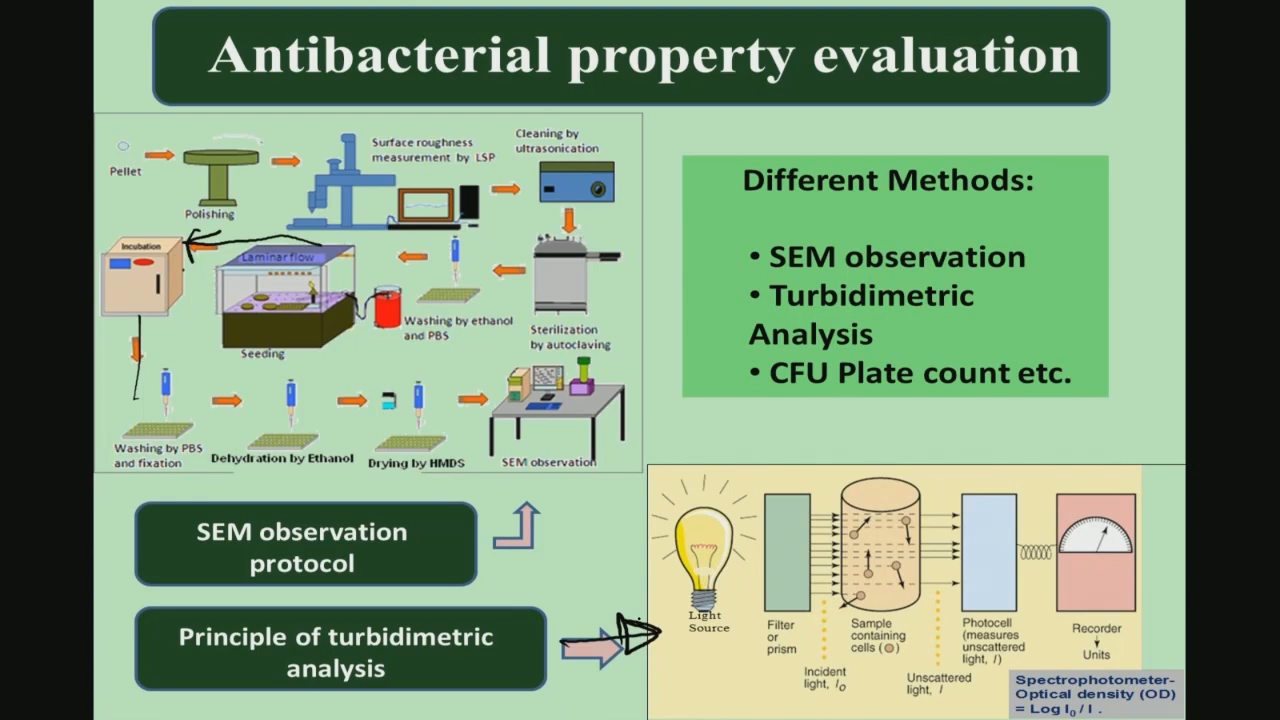 Antibacterial property evaluation
Pellet
Polishing
Surface roughness
measurement by LSP
Cleaning by
ultrasonication
Sterilization
by autoclaving
Washing by ethanol
and PBS
Laminar flow
Seeding
Incubation
Washing by PBS
and fixation
Dehydration by Ethanol
Drying by HMDS
SEM observation
Different Methods:
• SEM observation
• Turbidimetric
Analysis
• CFU Plate count etc.
SEM observation
protocol
Principle of turbidimetric
analysis
Light
Source
Filter
or
prism
Incident
light, Io
Sample
containing
cells ( )
Unscattered
light, I
Photocell
(measures
unscattered
light, I)
Recorder
Units
Spectrophotometer-
Optical density (OD)
= Log I0 / I .